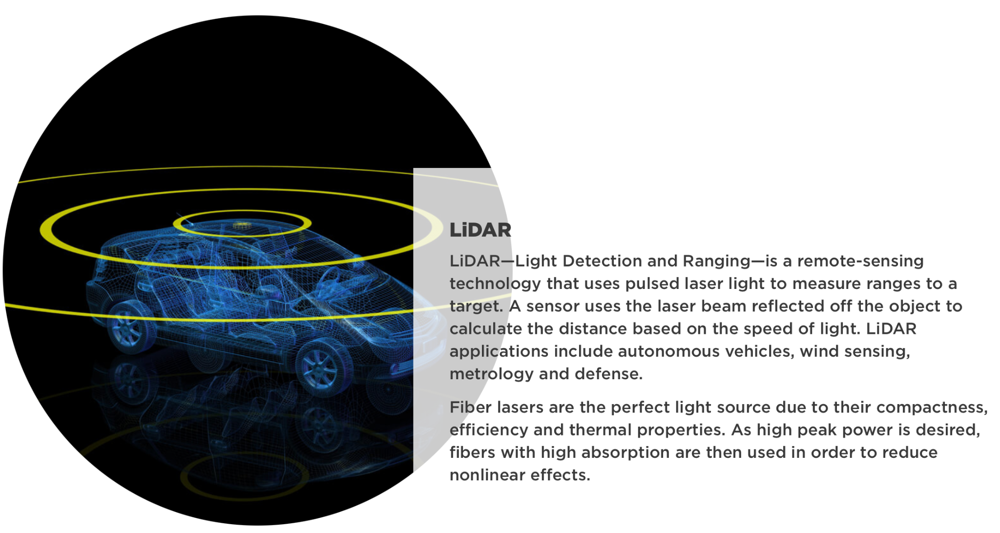 LiDAR
LiDAR—Light Detection and Ranging—is a remote-sensing
technology that uses pulsed laser light to measure ranges to a
target. A sensor uses the laser beam reflected off the object to
calculate the distance based on the speed of light. LiDAR
applications include autonomous vehicles, wind sensing,
metrology and defense.
Fiber lasers are the perfect light source due to their compactness,
efficiency and thermal properties. As high peak power is desired,
fibers with high absorption are then used in order to reduce
nonlinear effects.